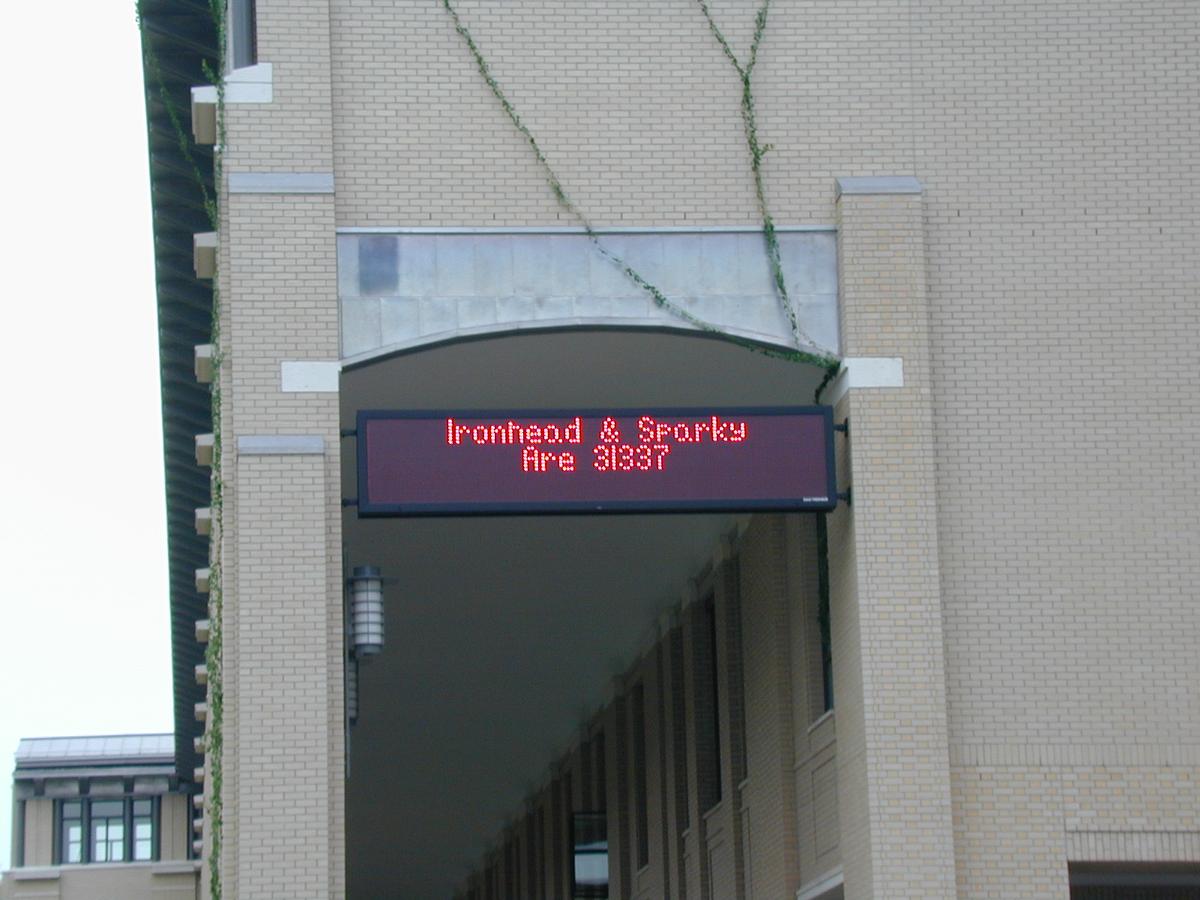 Ironhead & Sparky
Are 31337